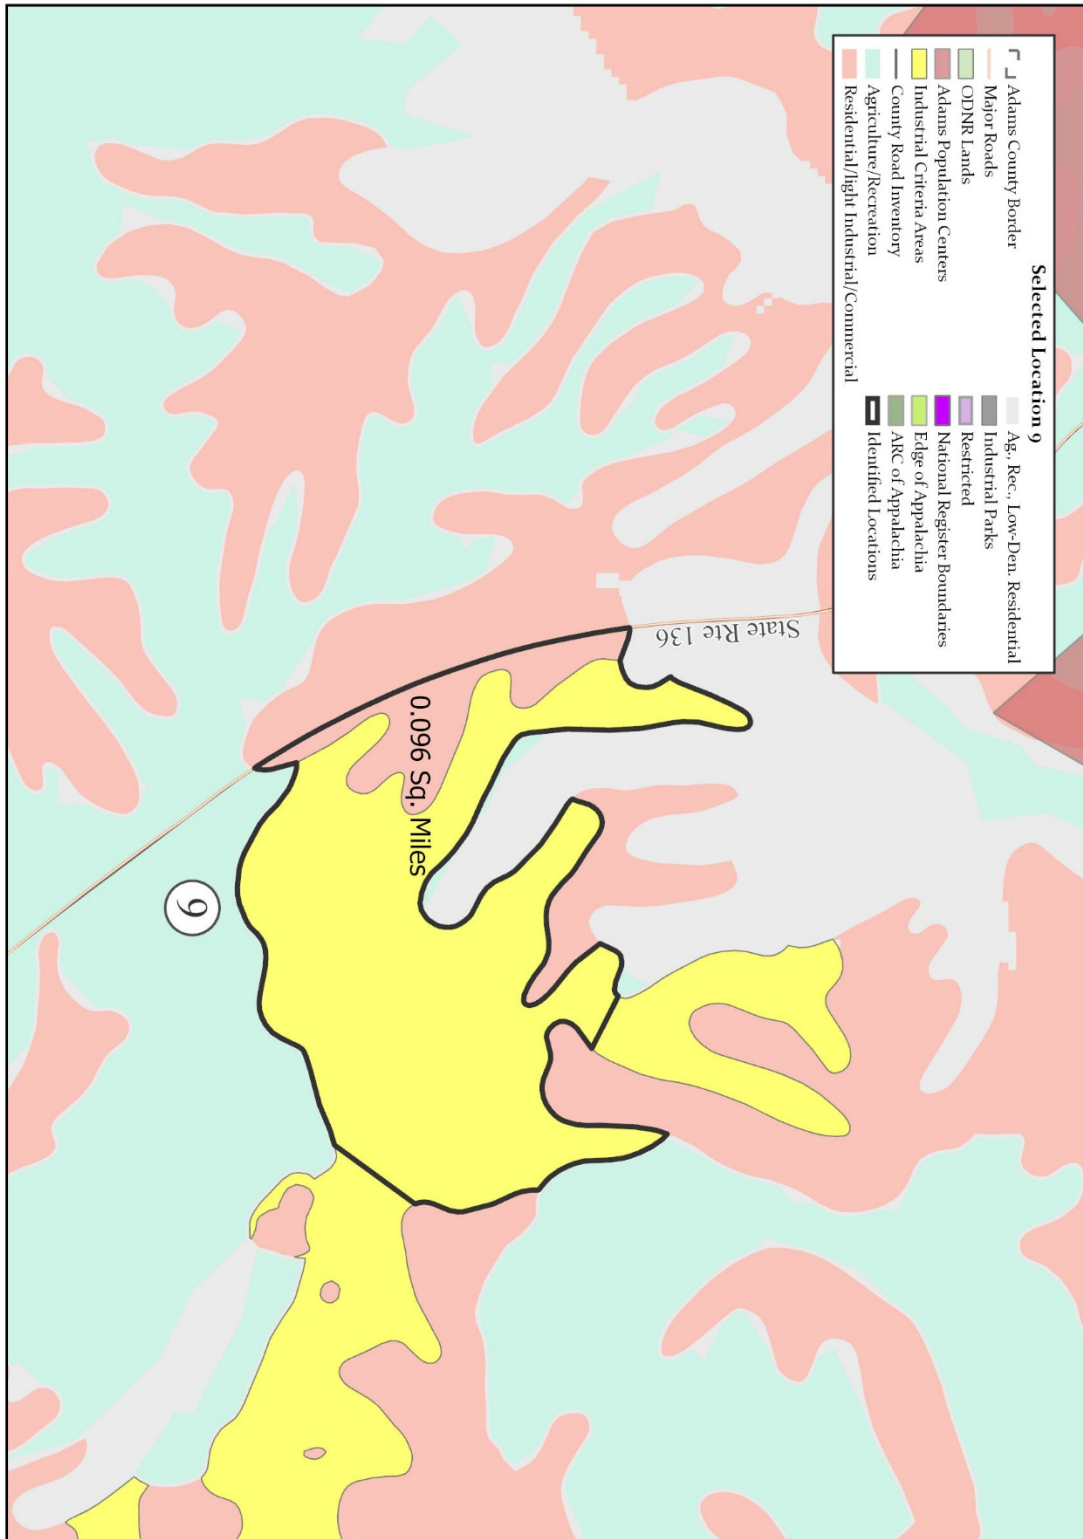 Selected Location 9
Adams County Border
Major Roads
ODNR Lands
Adams Population Centers
Industrial Criteria Areas
County Road Inventory
Agriculture/Recreation
Residential/light Industrial/Commercial
Ag., Rec., Low-Den. Residential
Industrial Parks
Restricted
National Register Boundaries
Edge of Appalachia
ARC of Appalachia
Identified Locations
State Rte 136
0.096 Sq. Miles
9